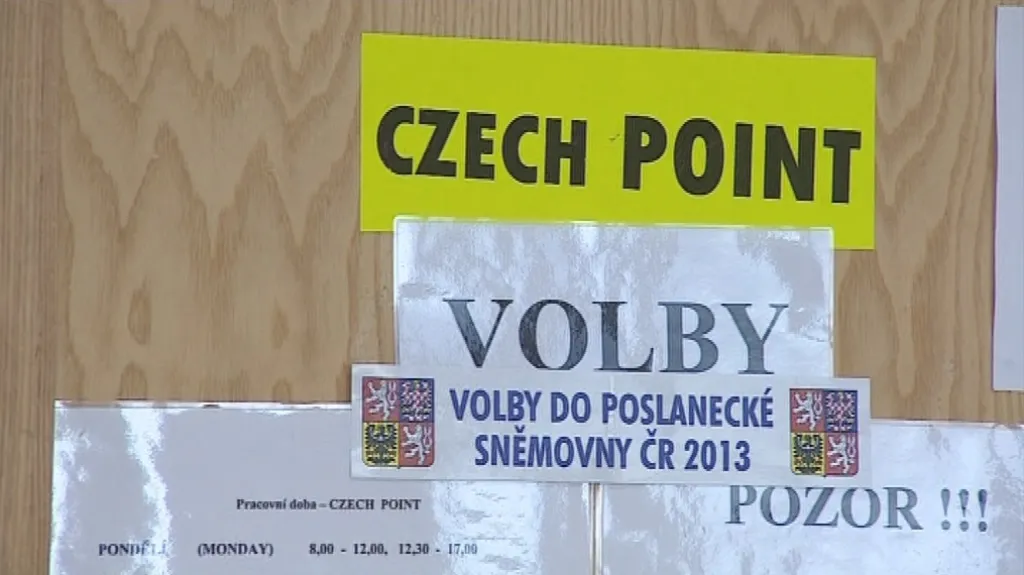 CZECH POINT
VOLBY
VOLBY DO POSLANECKÉ
SNĚMOVNY ČR 2013
POZOR !!!
Pracovní doba – CZECH POINT
PONDĚLÍ (MONDAY) 8,00 - 12,00, 12,30 - 17,00